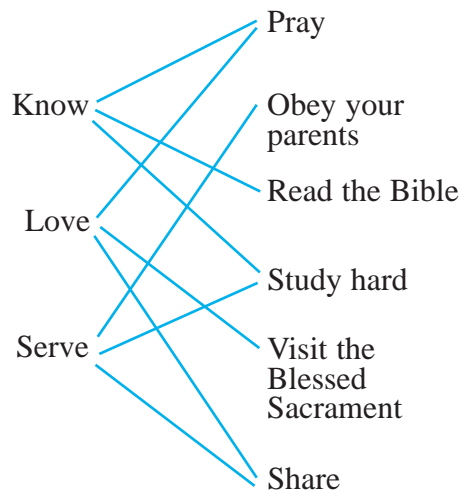 Know
Love
Serve
Pray
Obey your
parents
Read the Bible
Study hard
Visit the
Blessed
Sacrament
Share